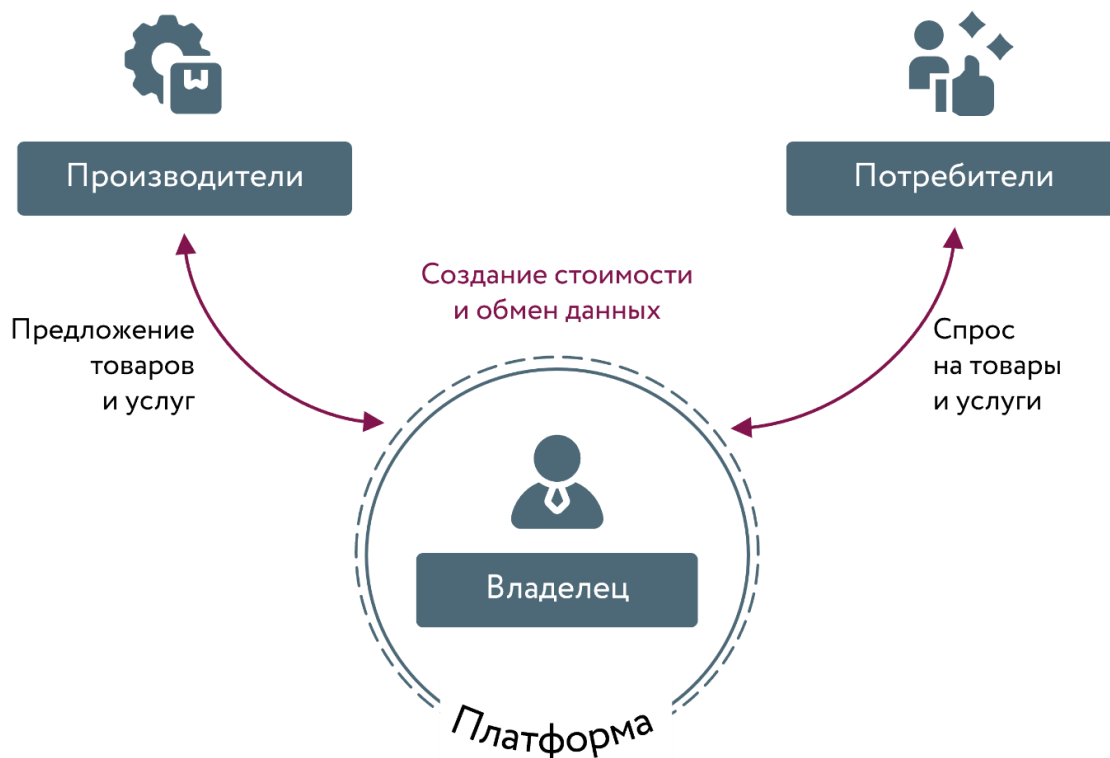 Производители
Потребители
Создание стоимости
и обмен данных
Предложение
товаров
и услуг
Спрос
на товары
и услуги
Владелец
Платформа